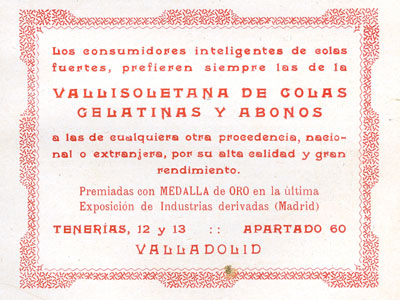 Los consumidores inteligentes de colas
fuertes, prefieren siempre las de la
VALLISOLETANA DE COLAS
GELATINAS Y ABONOS
a las de cualquiera otra procedencia, nacio-
nal o extranjera, por su alta calidad y gran
rendimiento.
Premiadas con MEDALLA de ORO en la última
Exposición de Industrias derivadas (Madrid)
TENERÍAS, 12 y 13 :: APARTADO 60
VALLADOLID